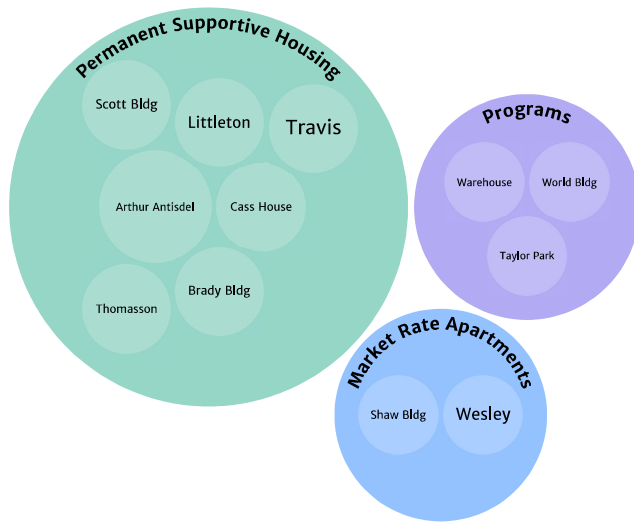 Permanent Supportive Housing
Scott Bldg
Littleton
Travis
Arthur Antisdel
Cass House
Thomasson
Brady Bldg
Programs
Warehouse
World Bldg
Taylor Park
Market Rate Apartments
Shaw Bldg
Wesley